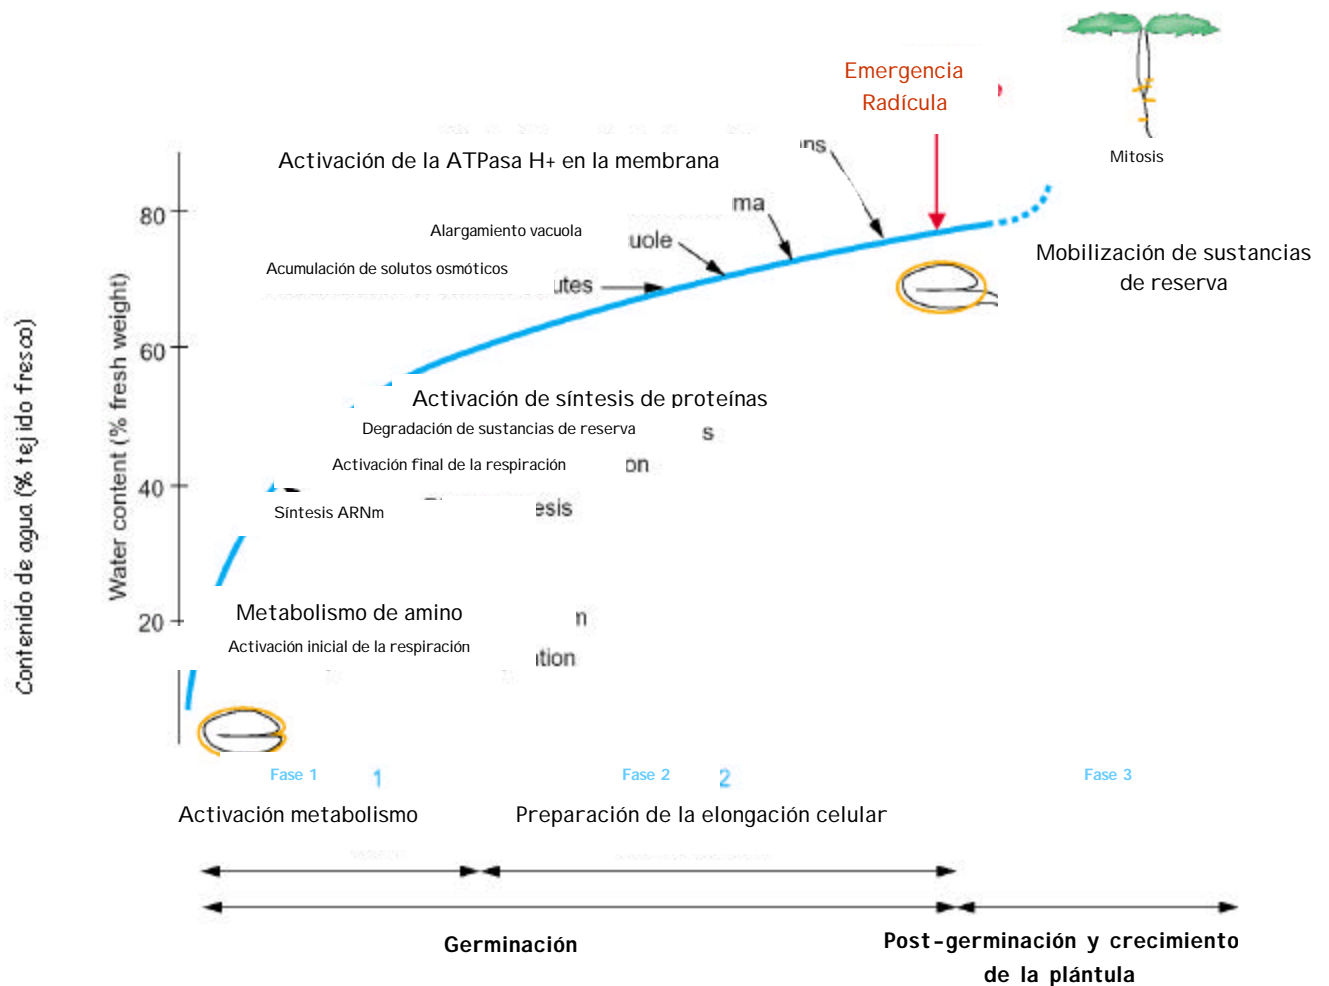 Emergencia
Radícula
Mitosis
Activación de la ATPasa H+ en la membrana
ma
Alargamiento vacuola
uole
Acumulación de solutos osmóticos
utes
Mobilización de sustancias
de reserva
80
60
40
20
Contenido de agua (% tejido fresco)
Water content (% fresh weight)
Activación de síntesis de proteínas
Degradación de sustancias de reserva
s
Activación final de la respiración
on
Síntesis ARNm
esis
Metabolismo de amino
Activación inicial de la respiración
tion
Fase 1
1
Fase 2
2
Fase 3
Activación metabolismo
Preparación de la elongación celular
Germinación
Post-germinación y crecimiento
de la plántula